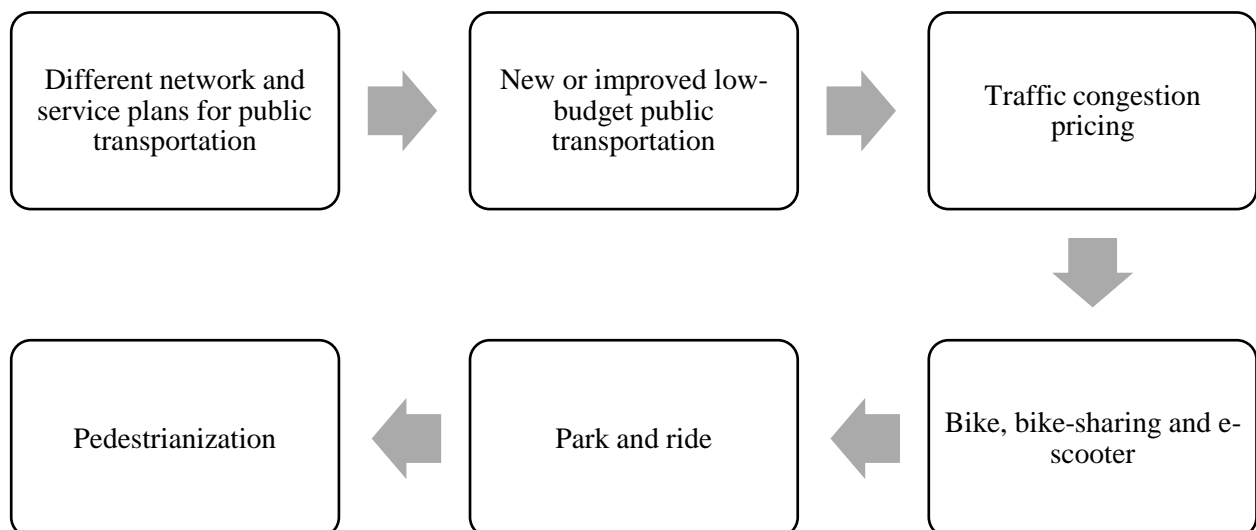 Different network and
service plans for public
transportation
New or improved low-
budget public
transportation
Traffic congestion
pricing
Bike, bike-sharing and e-
scooter
Park and ride
Pedestrianization